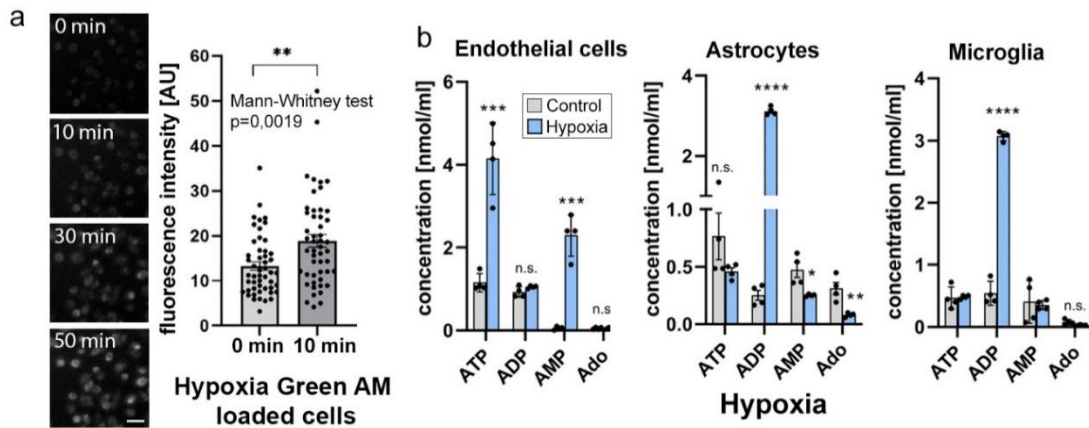 a
0 min
10 min
30 min
50 min
fluorescence intensity [AU]
60
50
40
30
20
10
0
**
Mann-Whitney test
p=0,0019
0 min 10 min
Hypoxia Green AM
loaded cells
b
Endothelial cells
concentration [nmol/ml]
6
4
2
0
***
n.s.
***
n.s
Control
Hypoxia
ATP ADP AMP Ado
Astrocytes
concentration [nmol/ml]
4
3
1.0
0.5
0.0
n.s.
****
*
**
ATP ADP AMP Ado
Hypoxia
Microglia
concentration [nmol/ml]
4
3
2
1
0
****
n.s.
ATP ADP AMP Ado